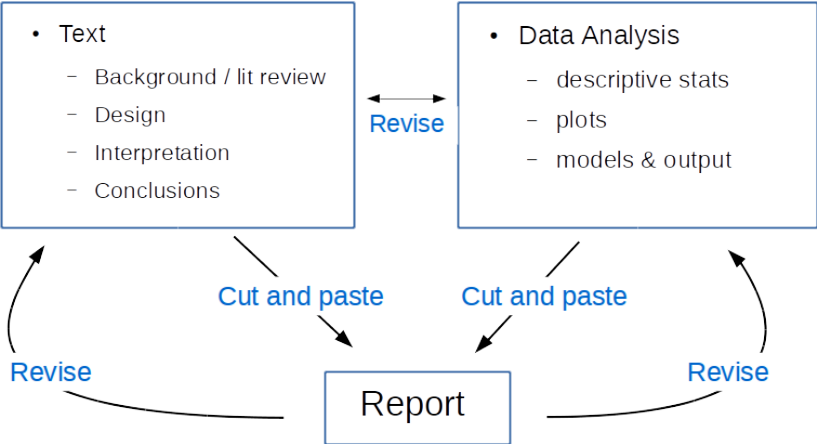 • Text
– Background / lit review
– Design
– Interpretation
– Conclusions
Revise
• Data Analysis
– descriptive stats
– plots
– models & output
Cut and paste
Cut and paste
Revise
Revise
Report